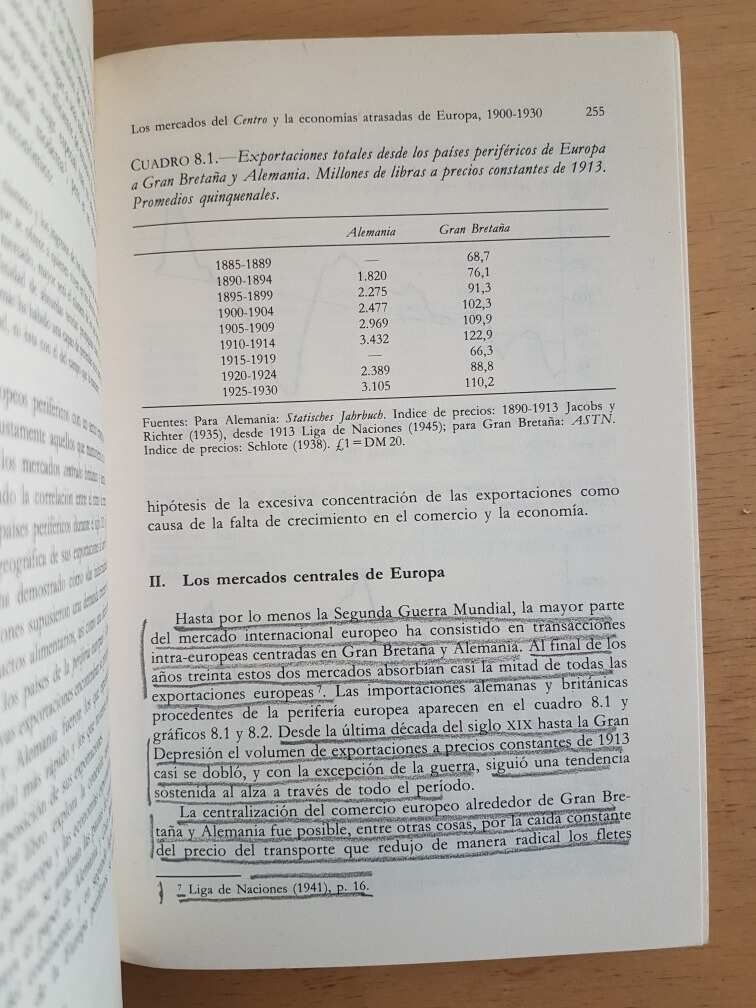 Los mercados del Centro y la economías atrasadas de Europa, 1900-1930 255
CUADRO 8.1.—Exportaciones totales desde los países periféricos de Europa
a Gran Bretaña y Alemania. Millones de libras a precios constantes de 1913.
Promedios quinquenales.
Alemania Gran Bretaña
1885-1889 — 68,7
1890-1894 1.820 76,1
1895-1899 2.275 91,3
1900-1904 2.477 102,3
1905-1909 2.969 109,9
1910-1914 3.432 122,9
1915-1919 — 66,3
1920-1924 2.389 88,8
1925-1930 3.105 110,2
Fuentes: Para Alemania: Statisches Jahrbuch. Indice de precios: 1890-1913 Jacobs y
Richter (1935), desde 1913 Liga de Naciones (1945); para Gran Bretaña: ASTN.
Indice de precios: Schlote (1938). £1=DM 20.
hipótesis de la excesiva concentración de las exportaciones como
causa de la falta de crecimiento en el comercio y la economía.
II. Los mercados centrales de Europa
Hasta por lo menos la Segunda Guerra Mundial, la mayor parte
del mercado internacional europeo ha consistido en transacciones
intra-europeas centradas en Gran Bretaña y Alemania. Al final de los
años treinta estos dos mercados absorbían casi la mitad de todas las
exportaciones europeas 7. Las importaciones alemanas y británicas
procedentes de la periferia europea aparecen en el cuadro 8.1 y
gráficos 8.1 y 8.2. Desde la última década del siglo XIX hasta la Gran
Depresión el volumen de exportaciones a precios constantes de 1913
casi se dobló, y con la excepción de la guerra, siguió una tendencia
sostenida al alza a través de todo el período.
La centralización del comercio europeo alrededor de Gran Bre-
taña y Alemania fue posible, entre otras cosas, por la caída constante
del precio del transporte que redujo de manera radical los fletes
7 Liga de Naciones (1941), p. 16.